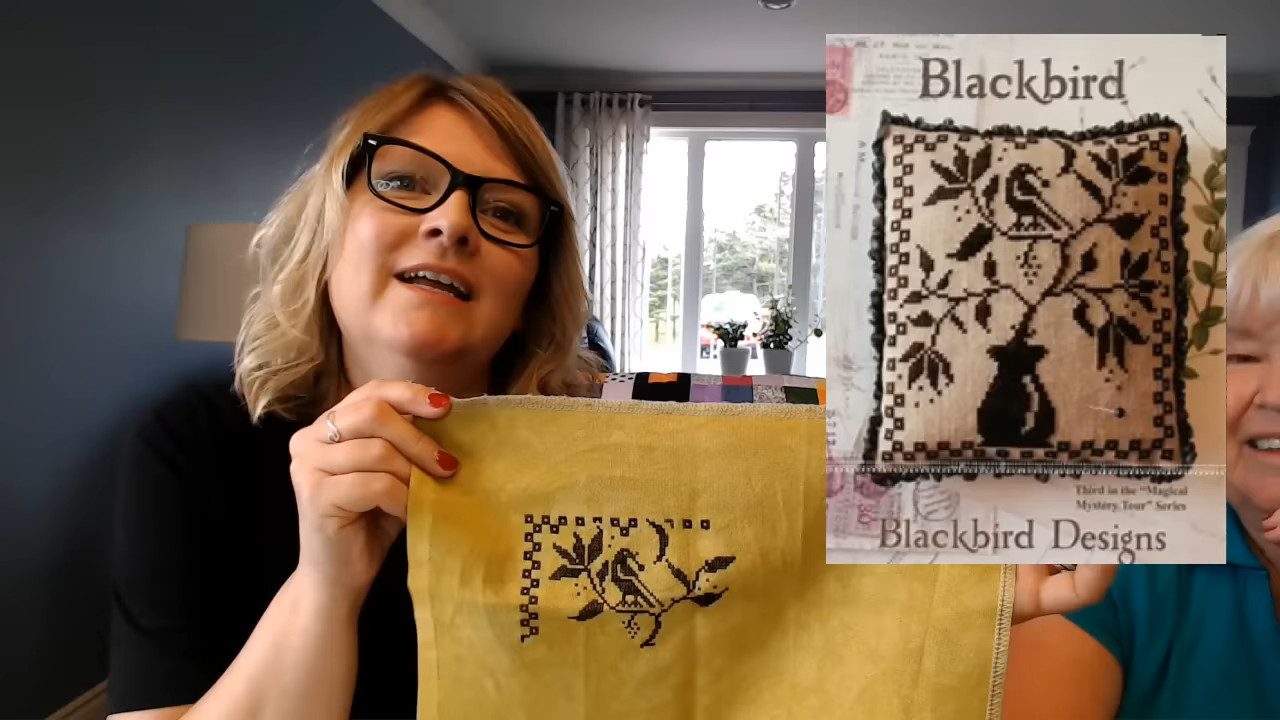 Blackbird
Third in the "Magical
Mystery Tour" Series
Blackbird Designs